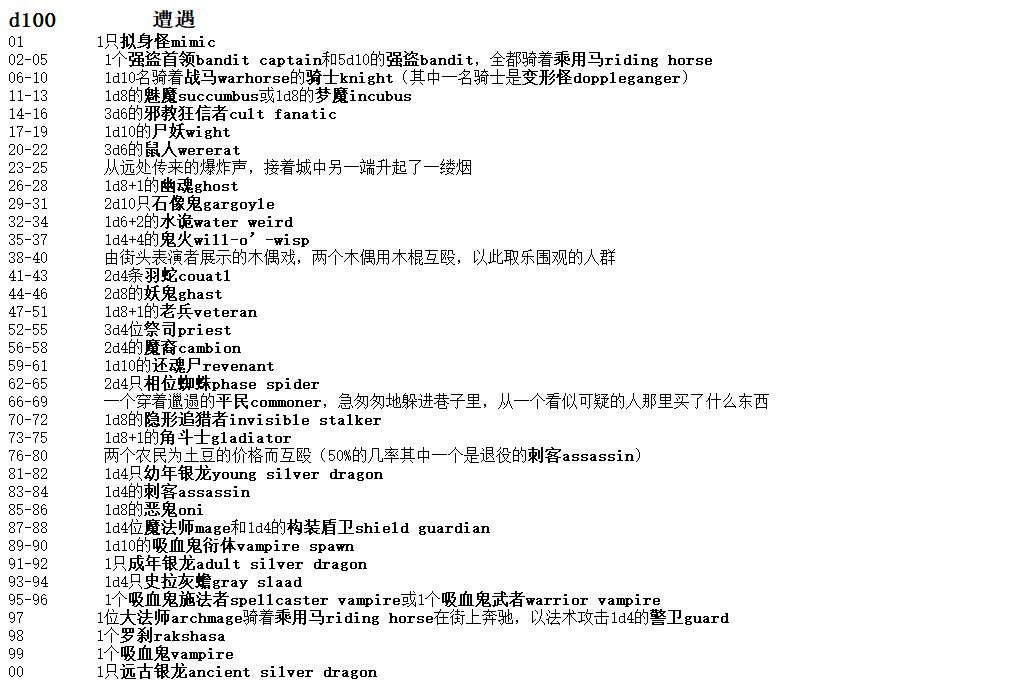 d100 遭遇
01 1只拟身怪mimic
02-05 1个强盗首领bandit captain和5d10的强盗bandit，全都骑着乘用马riding horse
06-10 1d10名骑着战马warhorse的骑士knight（其中一名骑士是变形怪doppleganger）
11-13 1d8的魅魔succumbus或1d8的梦魔incubus
14-16 3d6的邪教狂信者cult fanatic
17-19 1d10的尸妖wight
20-22 3d6的鼠人wererat
23-25 从远处传来的爆炸声，接着城中另一端升起了一缕烟
26-28 1d8+1的幽魂ghost
29-31 2d10只石像鬼gargoyle
32-34 1d6+2的水诡water weird
35-37 1d4+4的鬼火will-o’-wisp
38-40 由街头表演者展示的木偶戏，两个木偶用木棍互殴，以此取乐围观的人群
41-43 2d4条羽蛇couatl
44-46 2d8的妖鬼ghast
47-51 1d8+1的老兵veteran
52-55 3d4位祭司priest
56-58 2d4的魔裔cambion
59-61 1d10的还魂尸revenant
62-65 2d4只相位蜘蛛phase spider
66-69 一个穿着邋遢的平民commoner，急匆匆地躲进巷子里，从一个看似可疑的人那里买了什么东西
70-72 1d8的隐形追猎者invisible stalker
73-75 1d8+1的角斗士gladiator
76-80 两个农民为土豆的价格而互殴（50%的几率其中一个是退役的刺客assassin）
81-82 1d4只幼年银龙young silver dragon
83-84 1d4的刺客assassin
85-86 1d8的恶鬼oni
87-88 1d4位魔法师mage和1d4的构装盾卫shield guardian
89-90 1d10的吸血鬼衍体vampire spawn
91-92 1只成年银龙adult silver dragon
93-94 1d4只史拉灰蟾gray slaad
95-96 1个吸血鬼施法者spellcaster vampire或1个吸血鬼武者warrior vampire
97 1位大法师archmage骑着乘用马riding horse在街上奔驰，以法术攻击1d4的警卫guard
98 1个罗刹rakshasa
99 1个吸血鬼vampire
00 1只远古银龙ancient silver dragon